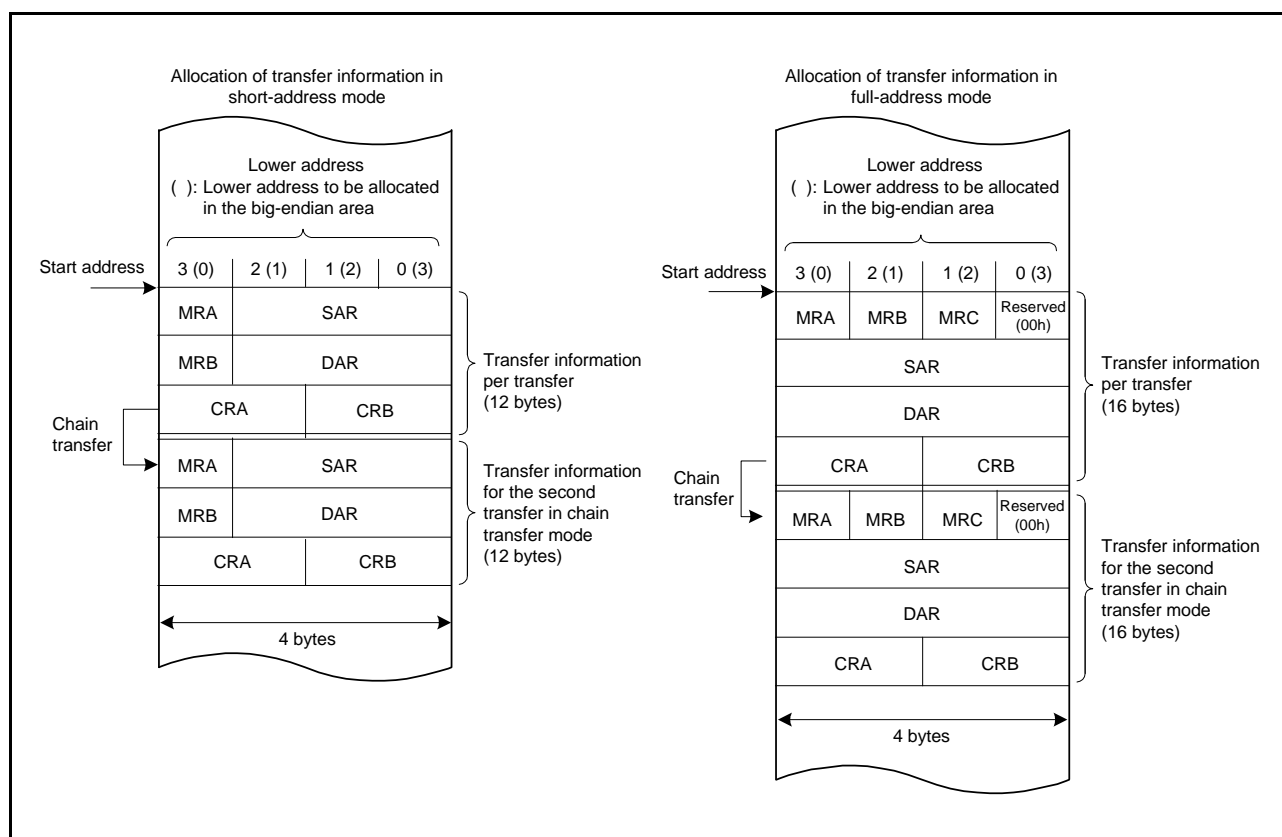 Allocation of transfer information in
short-address mode
Lower address
( ): Lower address to be allocated
in the big-endian area
Start address
3 (0) 2 (1) 1 (2) 0 (3)
MRA SAR
MRB DAR
CRA CRB
Transfer information
per transfer
(12 bytes)
Chain
transfer
MRA SAR
MRB DAR
CRA CRB
Transfer information
for the second
transfer in chain
transfer mode
(12 bytes)
4 bytes
Allocation of transfer information in
full-address mode
Lower address
( ): Lower address to be allocated
in the big-endian area
Start address
3 (0) 2 (1) 1 (2) 0 (3)
MRA MRB MRC Reserved
(00h)
SAR
DAR
CRA CRB
Transfer information
per transfer
(16 bytes)
Chain
transfer
MRA MRB MRC Reserved
(00h)
SAR
DAR
CRA CRB
Transfer information
for the second
transfer in chain
transfer mode
(16 bytes)
4 bytes